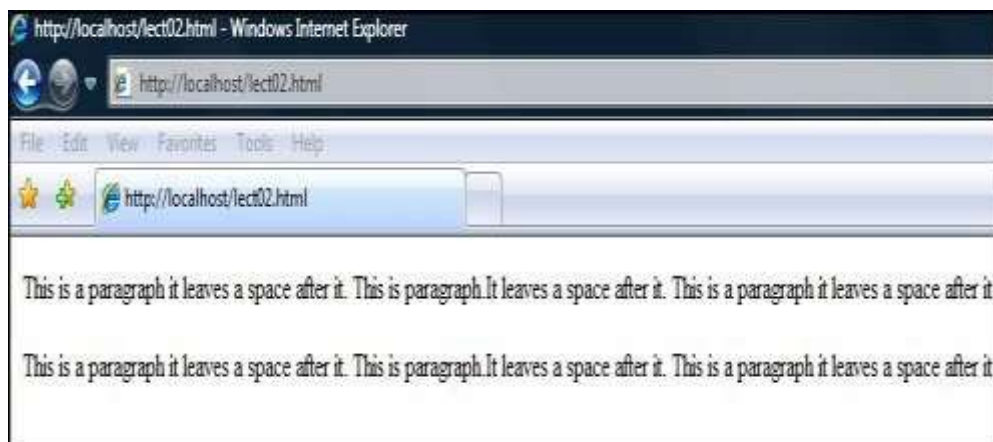 http://localhost/lect02.html - Windows Internet Explorer
http://localhost/lect02.html
File Edit View Favorites Tools Help
http://localhost/lect02.html
This is a paragraph it leaves a space after it. This is paragraph.It leaves a space after it. This is a paragraph it leaves a space after it
This is a paragraph it leaves a space after it. This is paragraph.It leaves a space after it. This is a paragraph it leaves a space after it